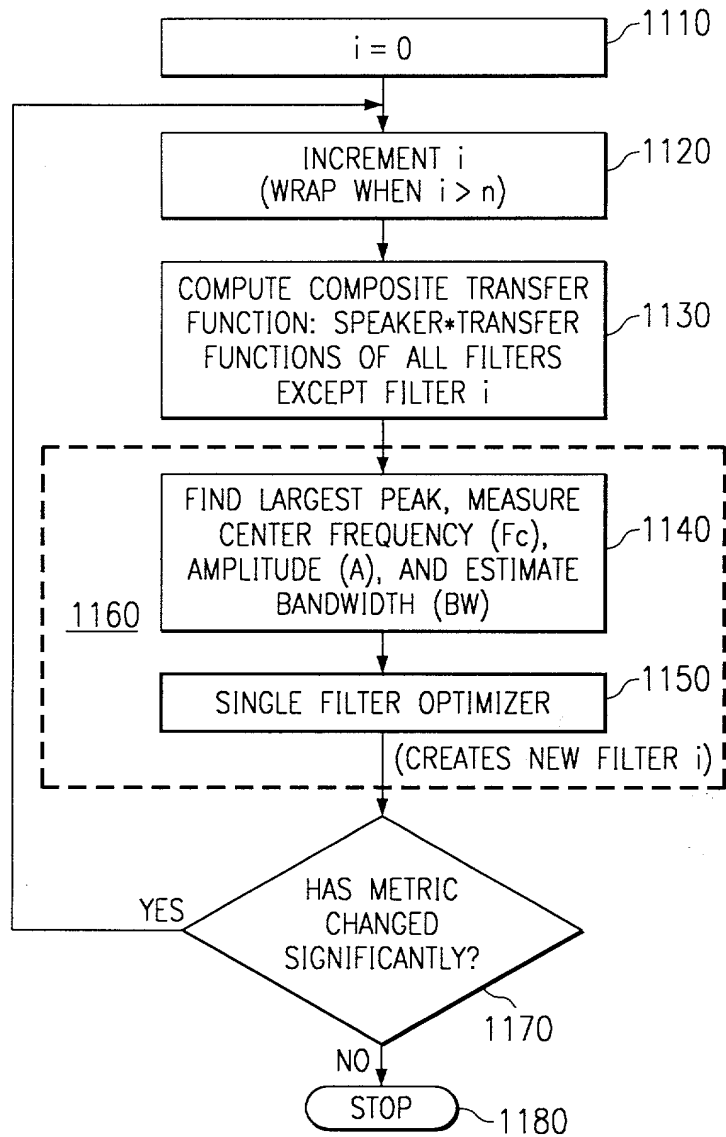 i = 0
1110
INCREMENT i
(WRAP WHEN i > n)
1120
COMPUTE COMPOSITE TRANSFER
FUNCTION: SPEAKER*TRANSFER
FUNCTIONS OF ALL FILTERS
EXCEPT FILTER i
1130
FIND LARGEST PEAK, MEASURE
CENTER FREQUENCY (Fc),
AMPLITUDE (A), AND ESTIMATE
BANDWIDTH (BW)
1140
1160
SINGLE FILTER OPTIMIZER
1150
(CREATES NEW FILTER i)
YES
HAS METRIC
CHANGED
SIGNIFICANTLY?
1170
NO
STOP
1180